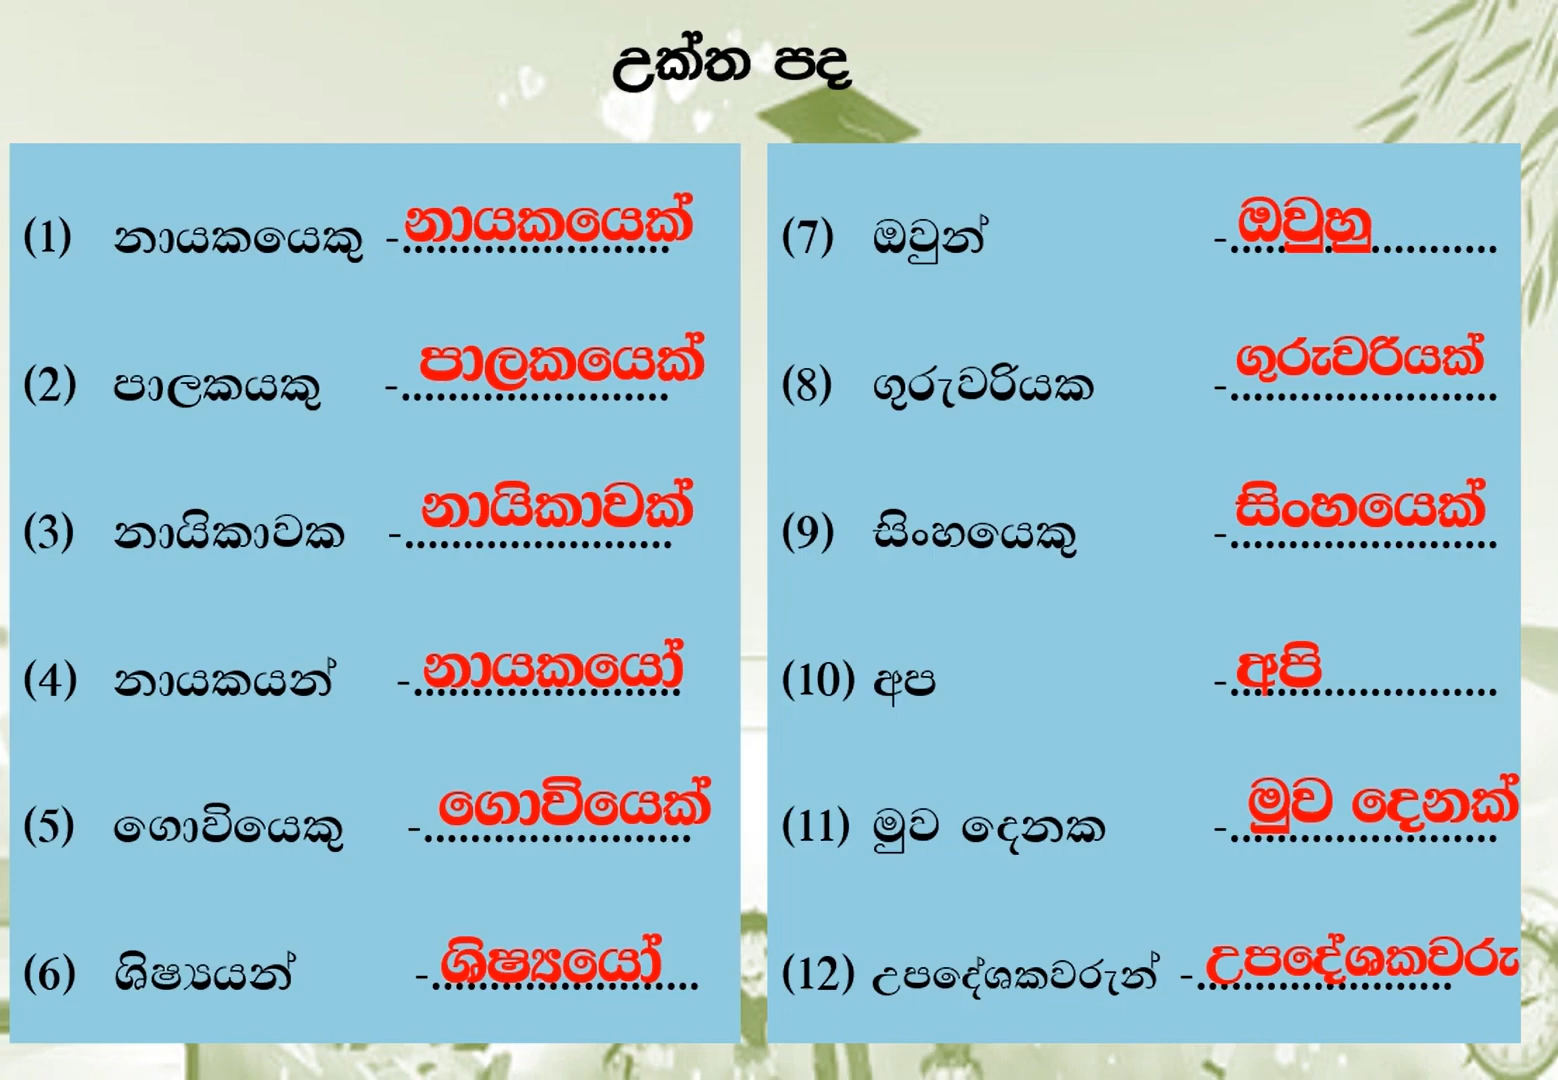 උක්ත පද
(1) නායකයෙකු -....................... නායකයෙක්
(2) පාලකයකු -....................... පාලකයෙක්
(3) නායිකාවක -....................... නායිකාවක්
(4) නායකයන් -....................... නායකයෝ
(5) ගොවියෙකු -....................... ගොවියෙක්
(6) ශිෂ්‍යයන් -....................... ශිෂ්‍යයෝ
(7) ඔවුන් -....................... ඔවුහු
(8) ගුරුවරියක -....................... ගුරුවරියක්
(9) සිංහයෙකු -....................... සිංහයෙක්
(10) අප -....................... අපි
(11) මුව දෙනක -....................... මුව දෙනක්
(12) උපදේශකවරුන් -...................... උපදේශකවරු